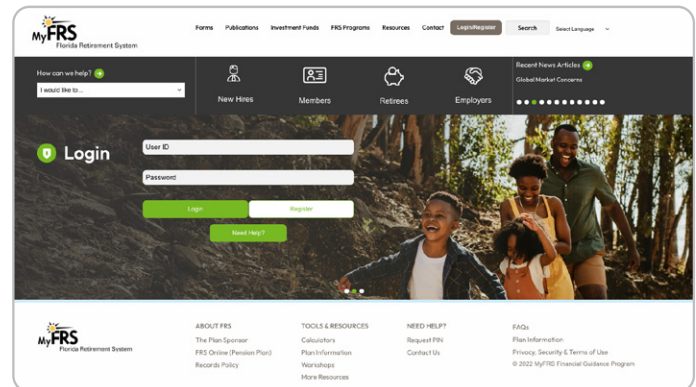 MyFRS
Florida Retirement System
Forms Publications Investment Funds FRS Programs Resources Contact Login/Register Search Select Language
How can we help?
I would like to...
New Hires
Members
Retirees
Employers
Recent News Articles
Global Market Concerns
Login
User ID
Password
Login Register
Need Help?
MyFRS
Florida Retirement System
ABOUT FRS
The Plan Sponsor
FRS Online (Pension Plan)
Records Policy
TOOLS & RESOURCES
Calculators
Plan Information
Workshops
More Resources
NEED HELP?
Request PIN
Contact Us
FAQs
Plan Information
Privacy, Security & Terms of Use
© 2022 MyFRS Financial Guidance Program